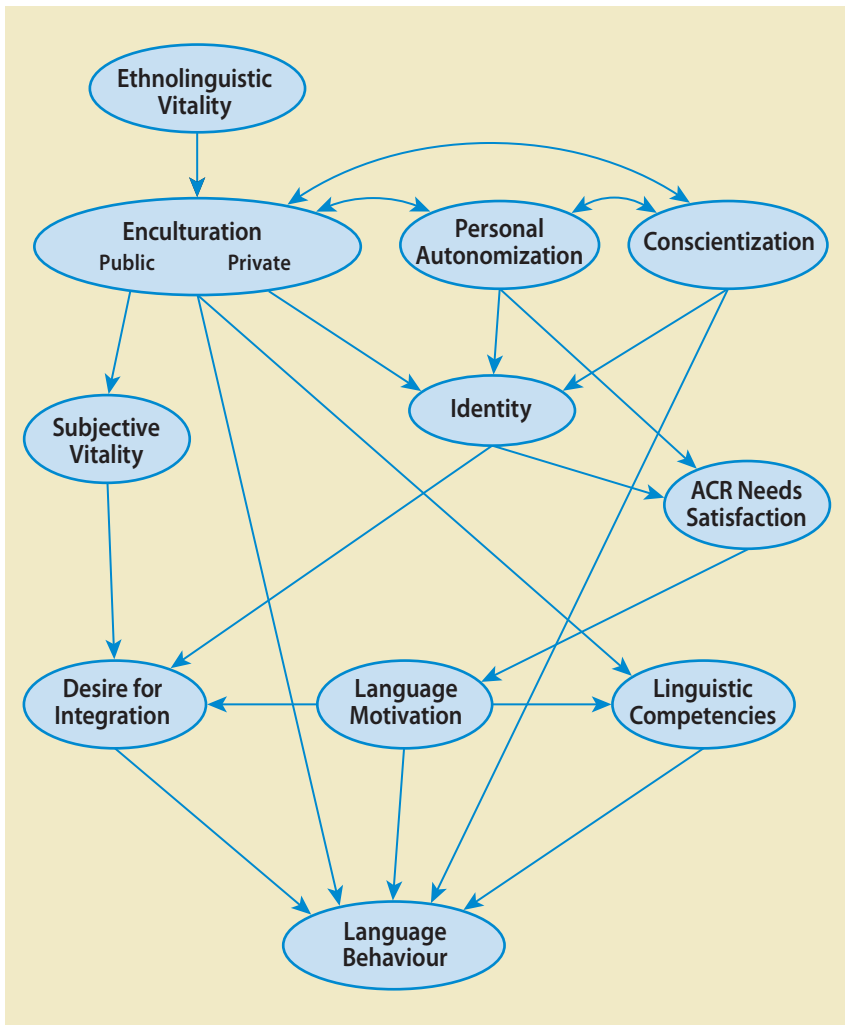 Ethnolinguistic
Vitality
Enculturation
Public Private
Personal
Autonomization
Conscientization
Identity
Subjective
Vitality
ACR Needs
Satisfaction
Desire for
Integration
Language
Motivation
Linguistic
Competencies
Language
Behaviour